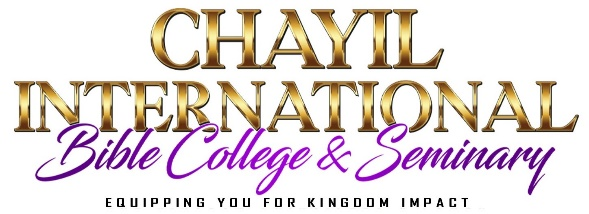 CHAYIL
INTERNATIONAL
Bible College & Seminary
EQUIPPING YOU FOR KINGDOM IMPACT